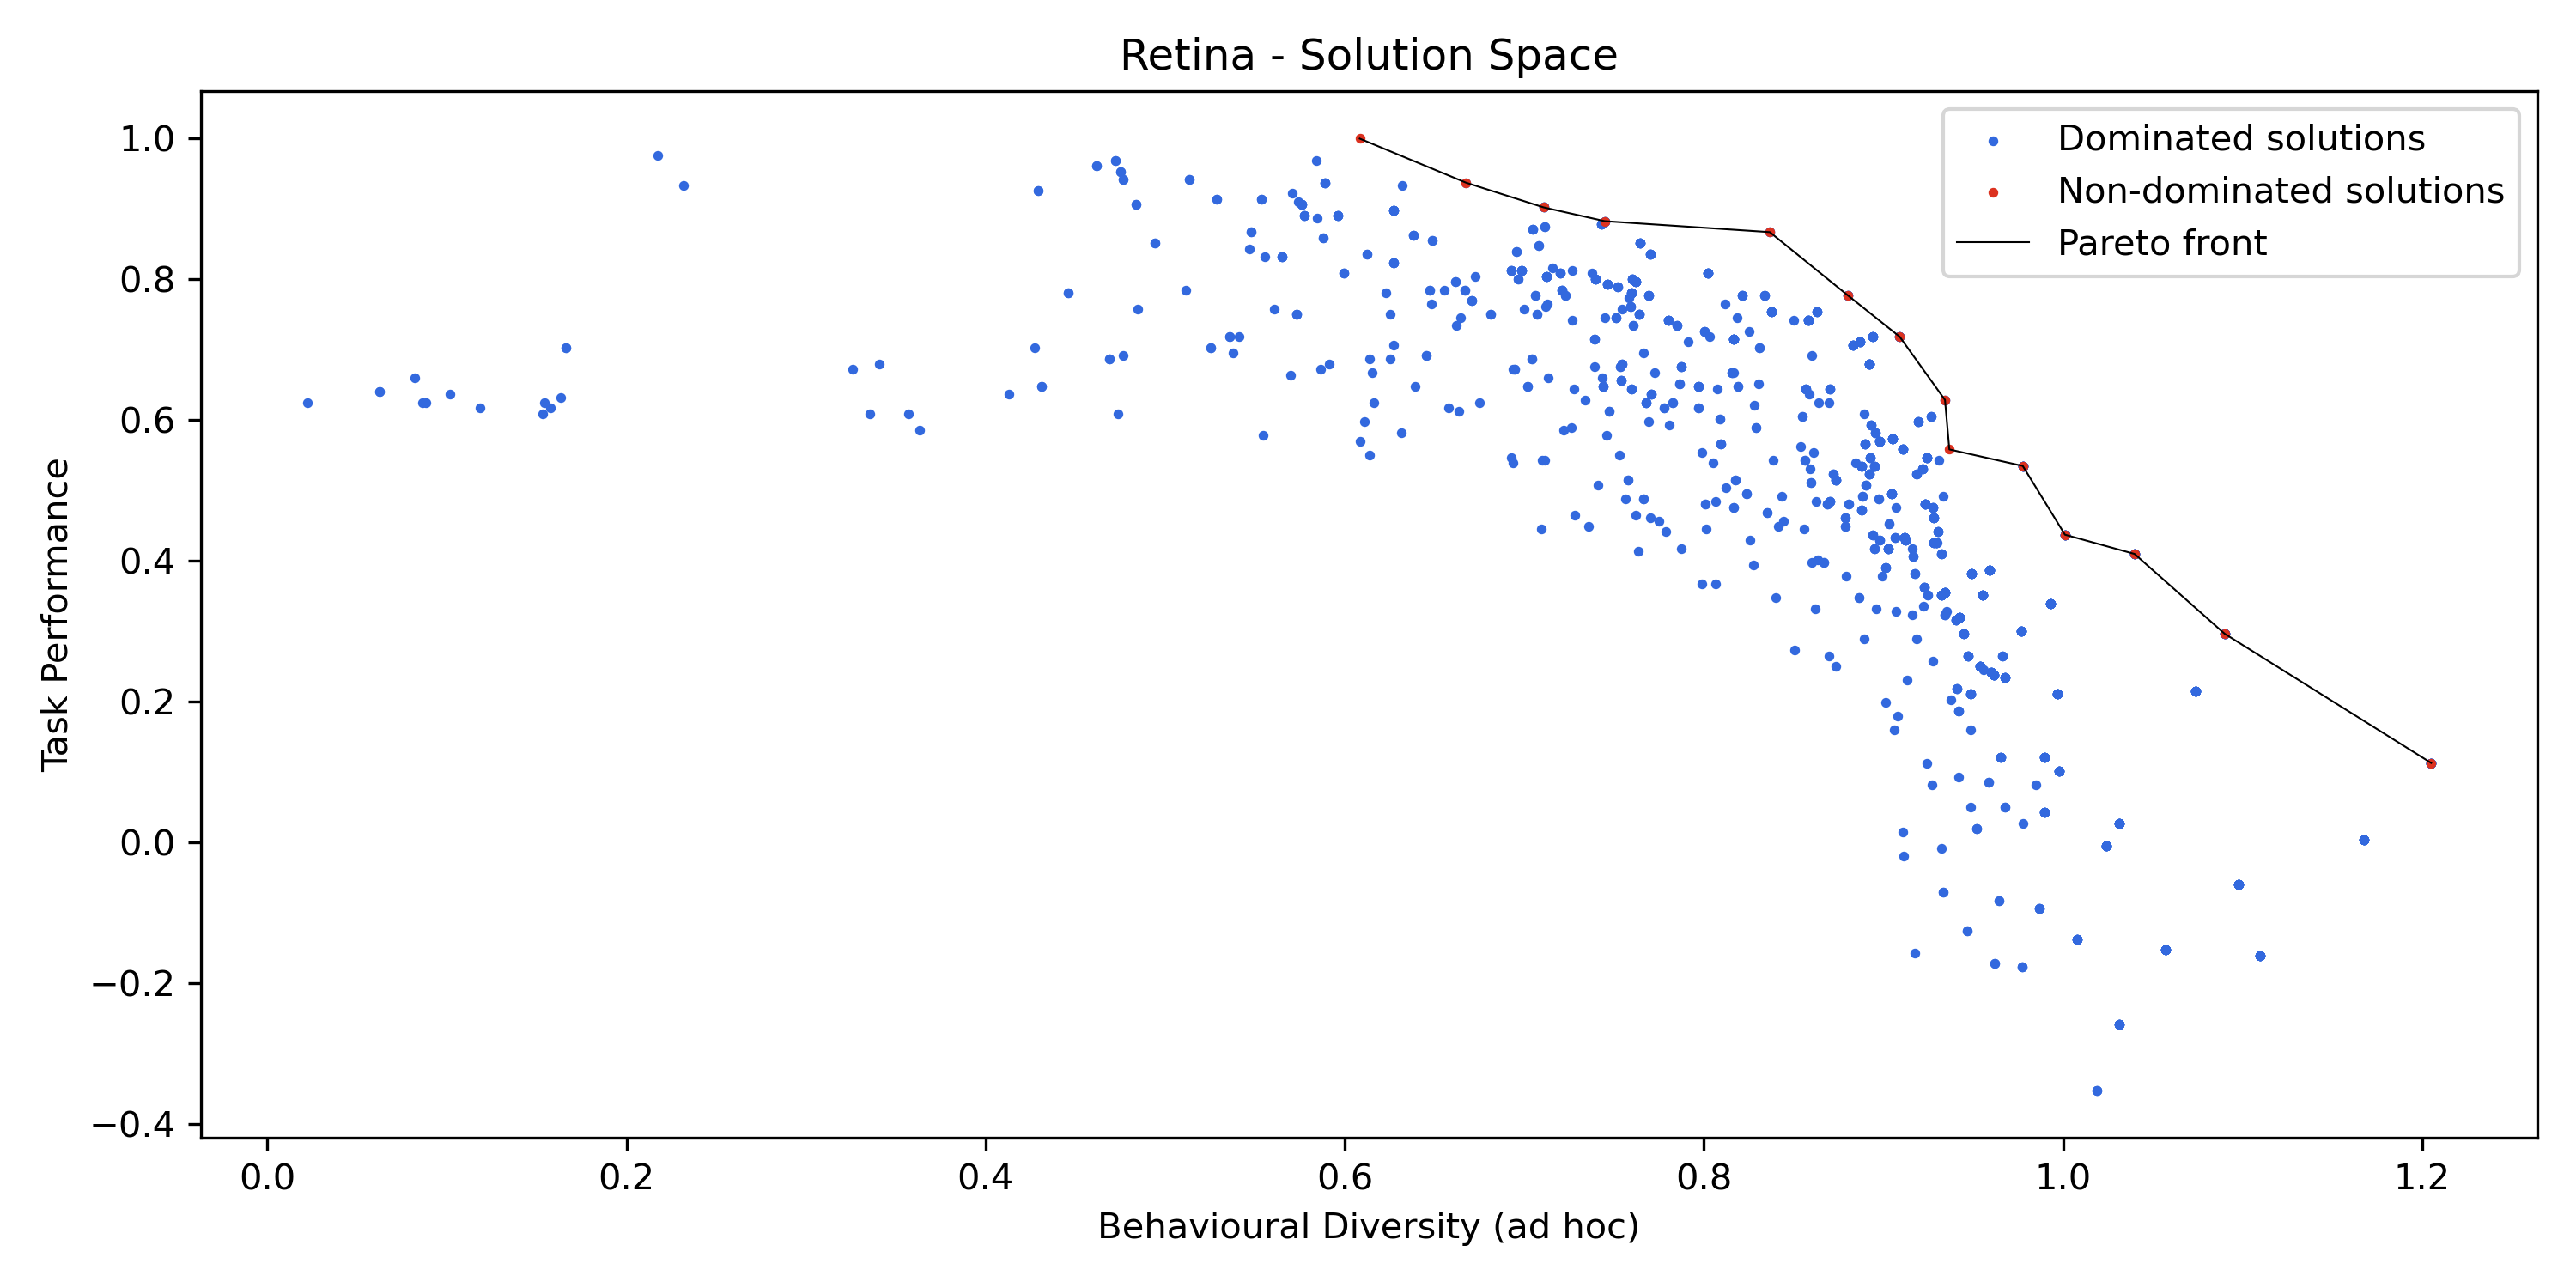 Retina - Solution Space
Dominated solutions
Non-dominated solutions
Pareto front
Task Performance
1.0
0.8
0.6
0.4
0.2
0.0
−0.2
−0.4
0.0 0.2 0.4 0.6 0.8 1.0 1.2
Behavioural Diversity (ad hoc)